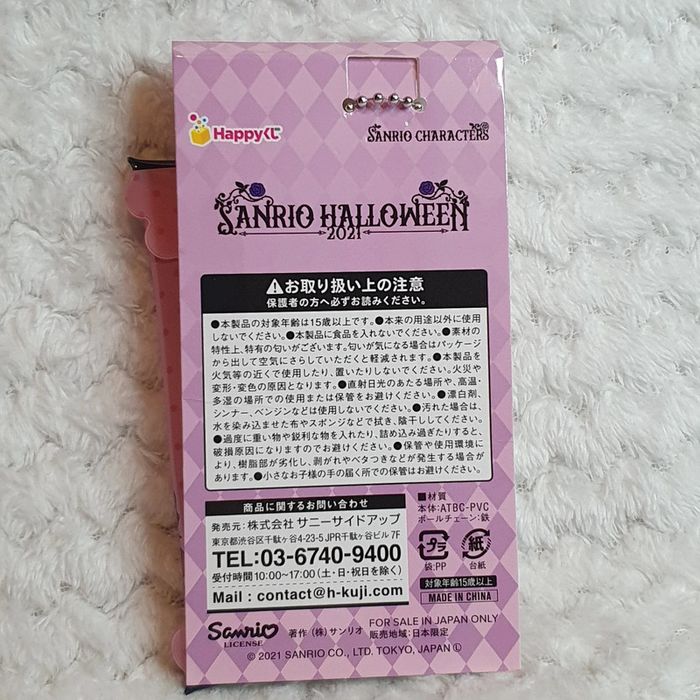 Happyくじ
SANRIO CHARACTERS
SANRIO HALLOWEEN
2021
⚠お取り扱い上の注意
保護者の方へ必ずお読みください。
●本製品の対象年齢は15歳以上です。●本来の用途以外に使用
しないでください。●本製品に食品を入れないでください。●素材の
特性上、特有の匂いがございます。匂いが気になる場合はパッケージ
から出して空気にさらしていただくと軽減されます。●本製品を
火気等の近くで使用したり、置いたりしないでください。火災や
変形・変色の原因となります。●直射日光のあたる場所や、高温・
多湿の場所での使用または保管をお避けください。●漂白剤、
シンナー、ベンジンなどは使用しないでください。●汚れた場合は、
水を染み込ませた布やスポンジなどで拭き、陰干ししてください。
●過度に重い物や鋭利な物を入れたり、詰め込み過ぎたりすると、
破損原因になりますのでお避けください。●保管や使用環境に
より、樹脂部が劣化し、剥がれやベタつきなどが発生する場合が
あります。●小さなお子様の手の届く所での保管はお避けください。
商品に関するお問い合わせ
発売元:株式会社 サニーサイドアップ
東京都渋谷区千駄ヶ谷4-23-5 JPR千駄ヶ谷ビル 7F
TEL:03-6740-9400
受付時間10:00~17:00(土・日・祝日を除く)
Mail : contact@h-kuji.com
■材質
本体:ATBC-PVC
ボールチェーン:鉄
プラ
紙
袋:PP
台紙
対象年齢15歳以上
MADE IN CHINA
Sanrio
LICENSE
著作(株)サンリオ
FOR SALE IN JAPAN ONLY
販売地域:日本限定
© 2021 SANRIO CO., LTD. TOKYO, JAPAN Ⓛ